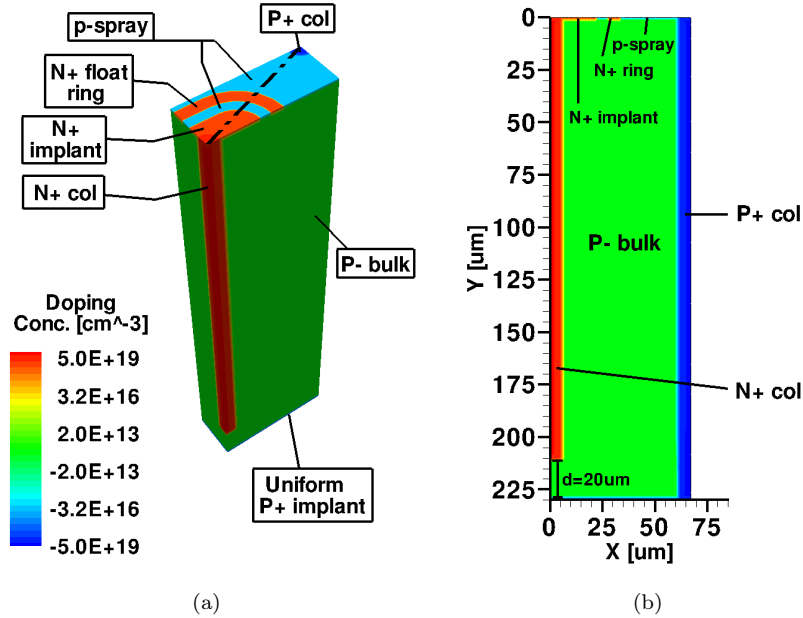 P+ col
p-spray
N+ float
ring
N+
implant
N+ col
P- bulk
Doping
Conc. [cm^-3]
5.0E+19
3.2E+16
2.0E+13
-2.0E+13
-3.2E+16
-5.0E+19
Uniform
P+ implant
(a)
0
25
50
75
100
125
150
175
200
225
Y [um]
p-spray
N+ ring
N+ implant
P- bulk
P+ col
N+ col
d=20um
0 25 50 75
X [um]
(b)